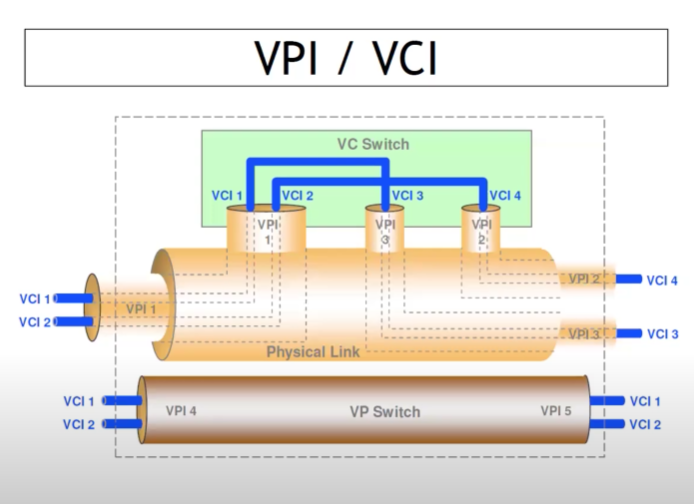 VPI / VCI
VC Switch
VCI 1
VCI 2
VCI 3
VCI 4
VPI
1
VPI
3
VPI
2
VCI 1
VCI 2
VPI 1
VPI 2
VCI 4
VPI 3
VCI 3
Physical Link
VCI 1
VCI 2
VPI 4
VP Switch
VPI 5
VCI 1
VCI 2